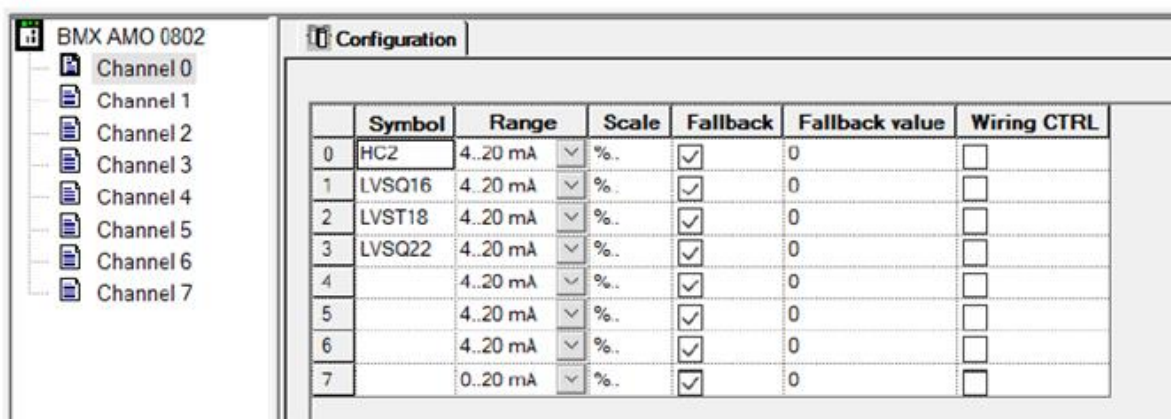 BMX AMO 0802
Channel 0
Channel 1
Channel 2
Channel 3
Channel 4
Channel 5
Channel 6
Channel 7
Configuration
Symbol Range Scale Fallback Fallback value Wiring CTRL
0 HC2 4..20 mA %.. 0
1 LVSQ16 4..20 mA %.. 0
2 LVST18 4..20 mA %.. 0
3 LVSQ22 4..20 mA %.. 0
4 4..20 mA %.. 0
5 4..20 mA %.. 0
6 4..20 mA %.. 0
7 0..20 mA %.. 0